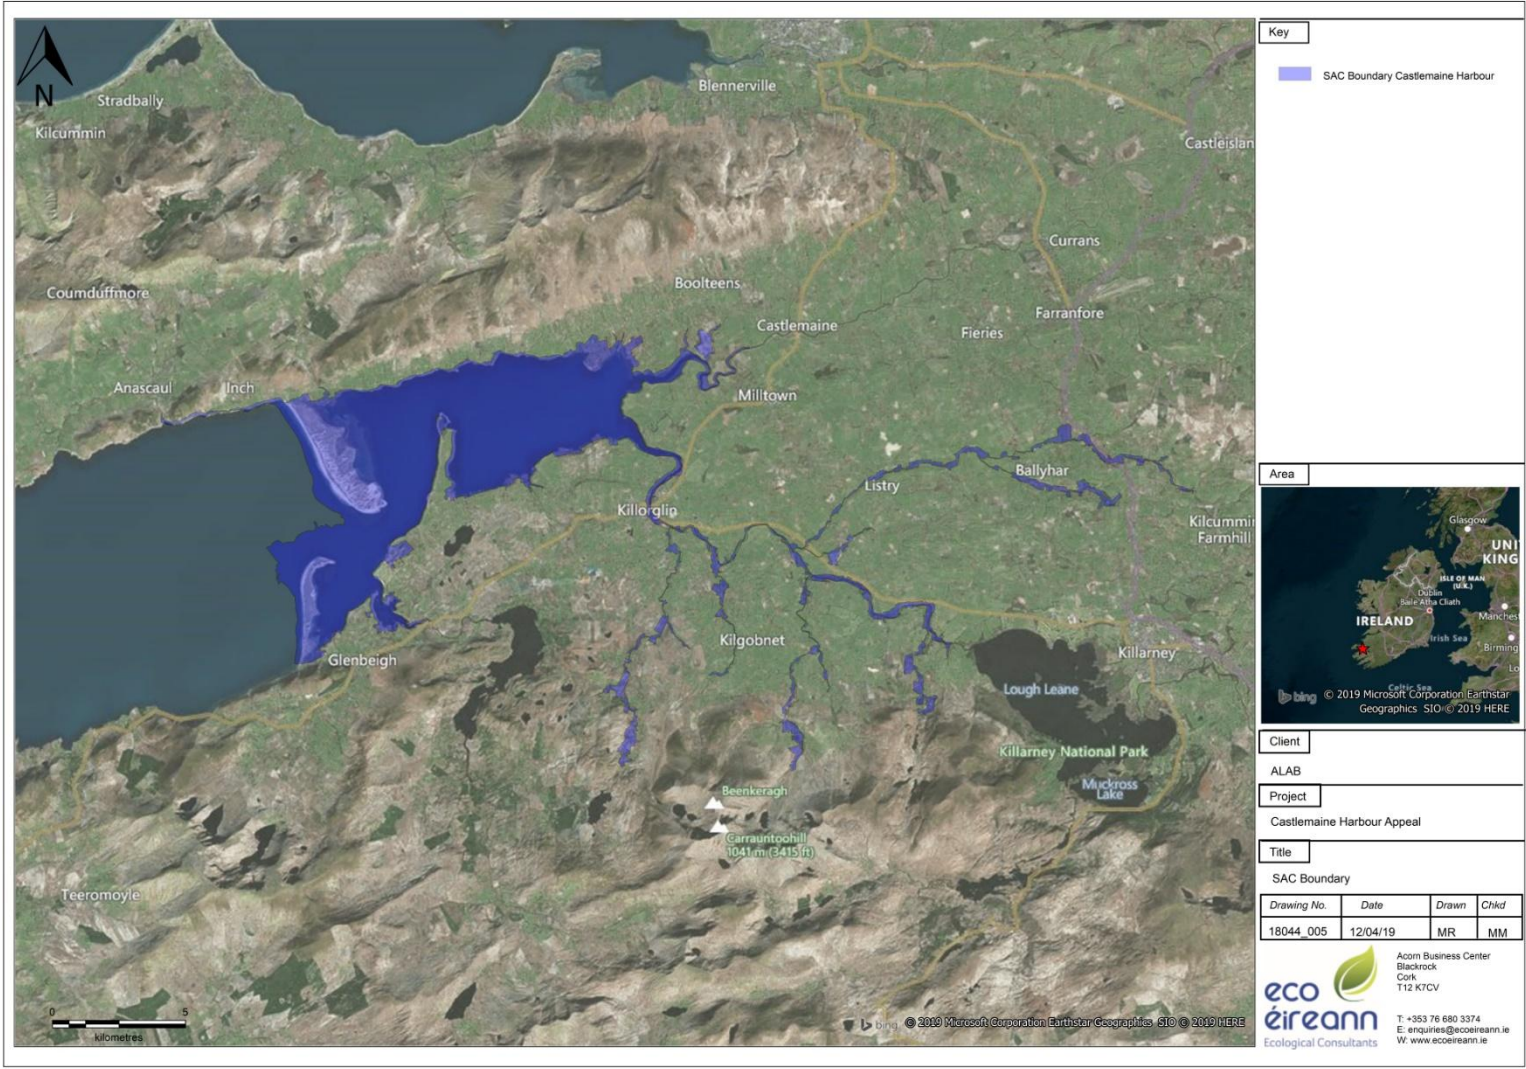 N
Stradbally
Kilcummin
Blennerville
Castleislan
Currans
Coumduffmore
Boolteens
Farranfore
Castlemaine
Fieries
Anascaul
Inch
Milltown
Ballyhar
Listry
Killorglin
Kilcummin
Farmhill
Kilgobnet
Killarney
Glenbeigh
Lough Leane
Killarney National Park
Muckross
Lake
Beenkeragh
Carrauntoohill
1041 m (3415 ft)
Teeromoyle
0 5
kilometres
bing © 2019 Microsoft Corporation Earthstar Geographics SIO © 2019 HERE
Key
SAC Boundary Castlemaine Harbour
Area
Glasgow
UNI
KING
ISLE OF MAN
(U.K.)
Dublin
Baile Átha Cliath
Manchest
IRELAND
Irish Sea
Birming
Lo
Celtic Sea
bing © 2019 Microsoft Corporation Earthstar
Geographics SIO © 2019 HERE
Client
ALAB
Project
Castlemaine Harbour Appeal
Title
SAC Boundary
Drawing No. Date Drawn Chkd
18044_005 12/04/19 MR MM
eco
éireann
Ecological Consultants
Acorn Business Center
Blackrock
Cork
T12 K7CV
T: +353 76 680 3374
E: enquiries@ecoeireann.ie
W: www.ecoeireann.ie